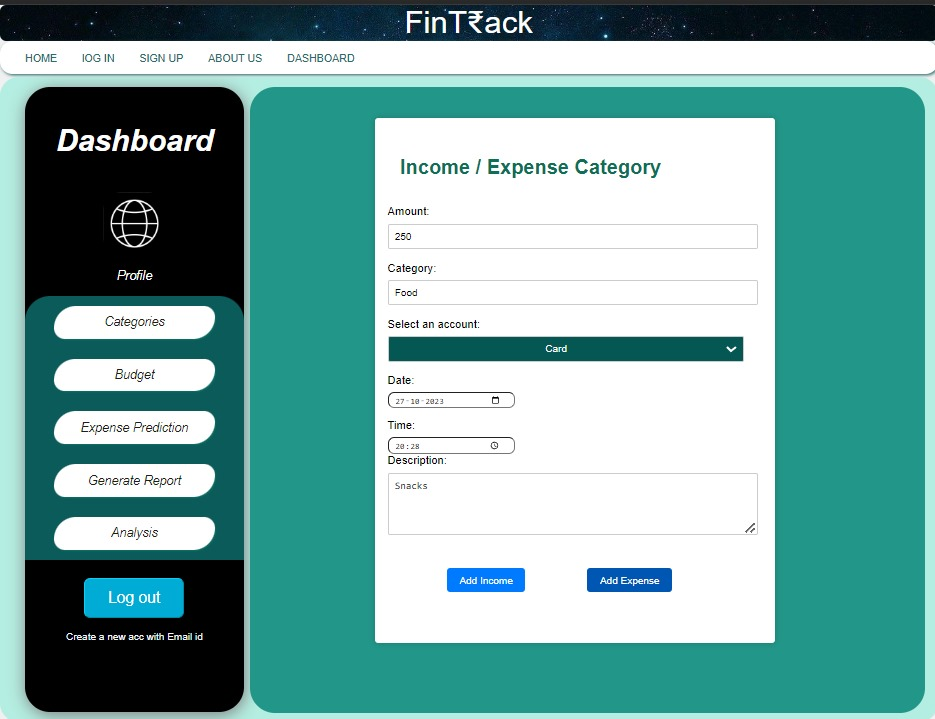 FinT₹ack
HOME lOG IN SIGN UP ABOUT US DASHBOARD
Dashboard
Profile
Categories
Budget
Expense Prediction
Generate Report
Analysis
Log out
Create a new acc with Email id
Income / Expense Category
Amount:
250
Category:
Food
Select an account:
Card
Date:
27-10-2023
Time:
20:28
Description:
Snacks
Add Income Add Expense